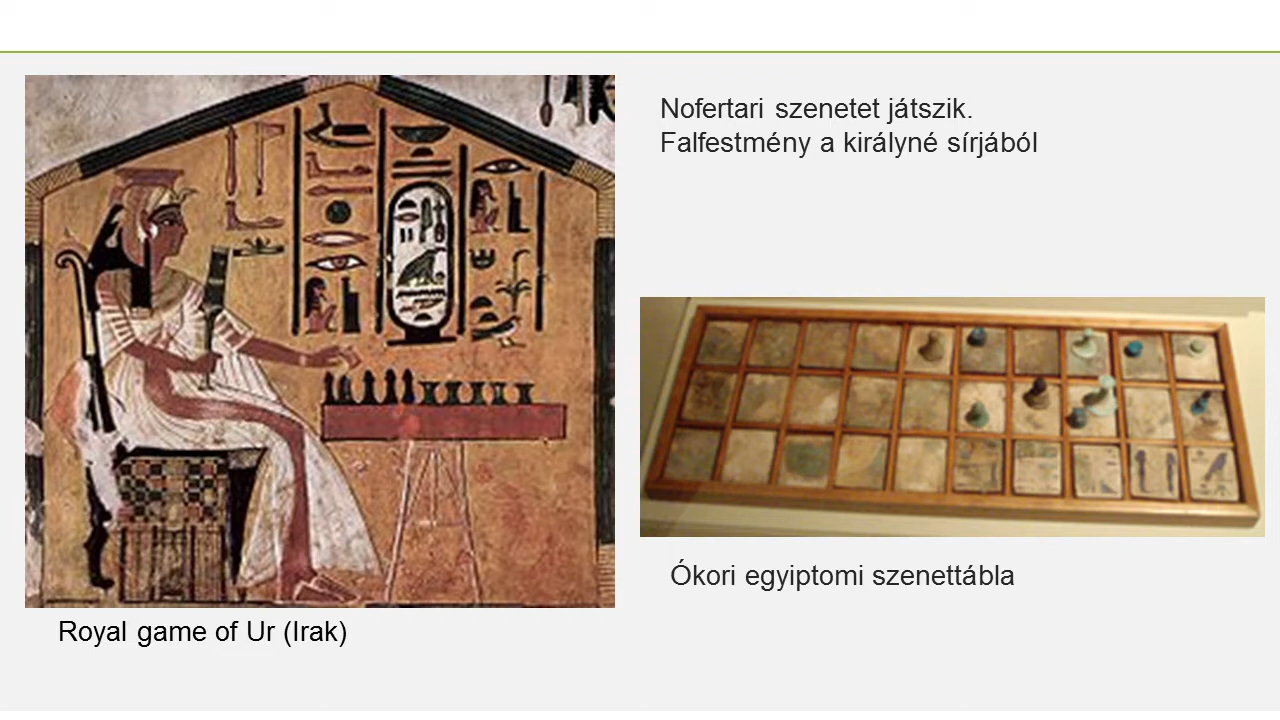 Nofertari szenetet játszik.
Falfestmény a királyné sírjából
Ókori egyiptomi szenettábla
Royal game of Ur (Irak)